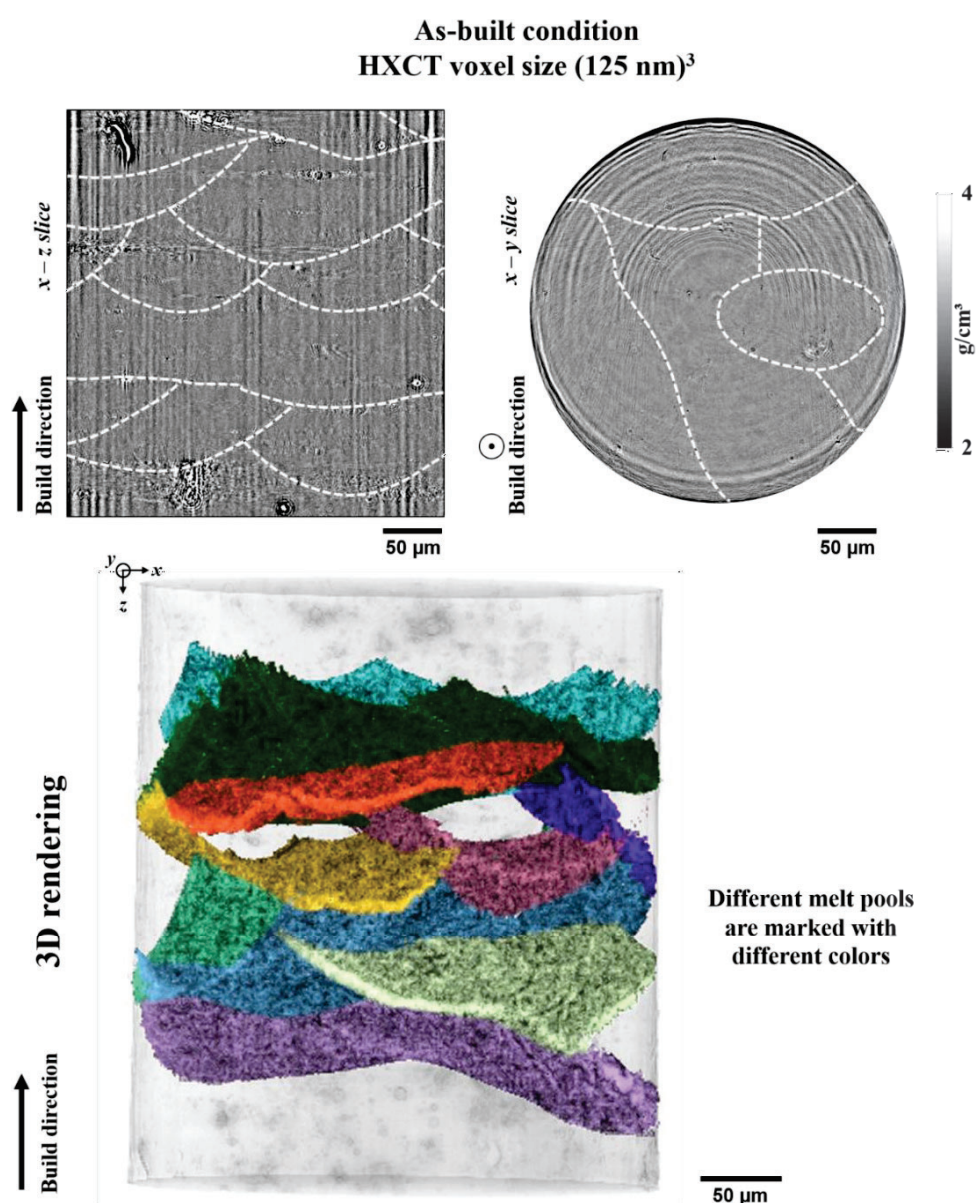 As-built condition
HXCT voxel size (125 nm)³
x – z slice
Build direction
50 µm
x – y slice
Build direction
50 µm
4
g/cm³
2
y
x
z
3D rendering
Build direction
Different melt pools
are marked with
different colors
50 µm